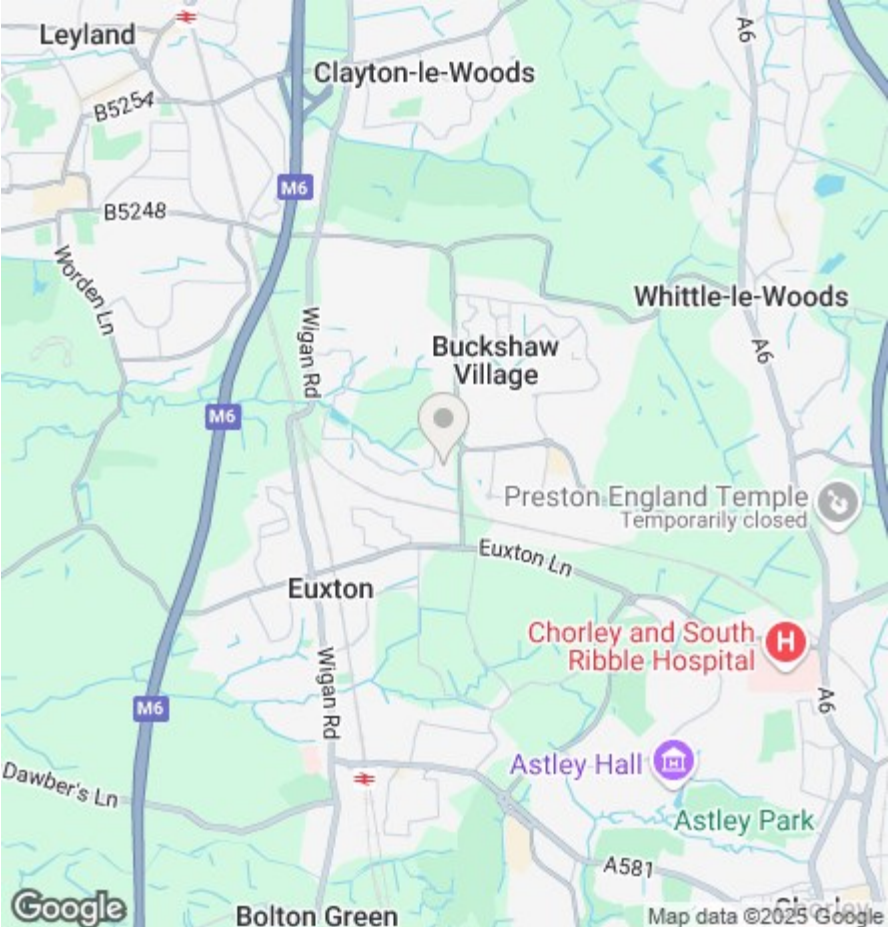 Leyland
A6
Clayton-le-Woods
B5254
M6
B5248
Worden Ln
Whittle-le-Woods
Wigan Rd
A6
Buckshaw
Village
M6
Preston England Temple
Temporarily closed
Euxton Ln
Euxton
Chorley and South
Ribble Hospital
H
Wigan Rd
A6
M6
Astley Hall
Dawber's Ln
Astley Park
A581
Google
Bolton Green
Chorley
Map data ©2025 Google